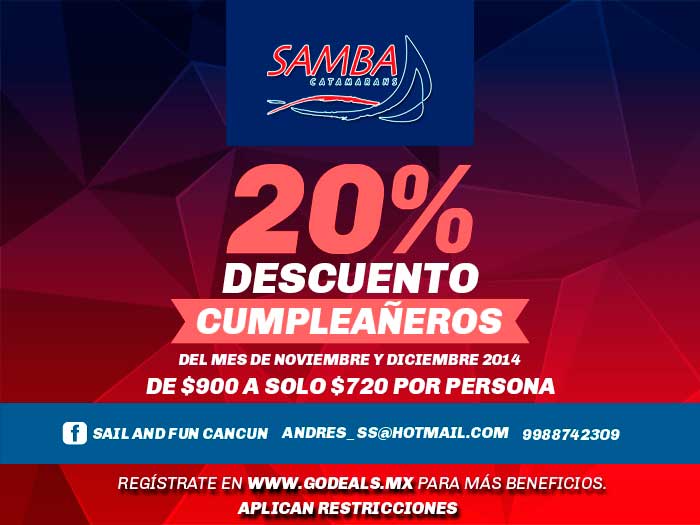 SAMBA
CATAMARANS
20%
DESCUENTO
CUMPLEAÑEROS
DEL MES DE NOVIEMBRE Y DICIEMBRE 2014
DE $900 A SOLO $720 POR PERSONA
SAIL AND FUN CANCUN ANDRES_SS@HOTMAIL.COM 9988742309
REGÍSTRATE EN WWW.GODEALS.MX PARA MÁS BENEFICIOS.
APLICAN RESTRICCIONES